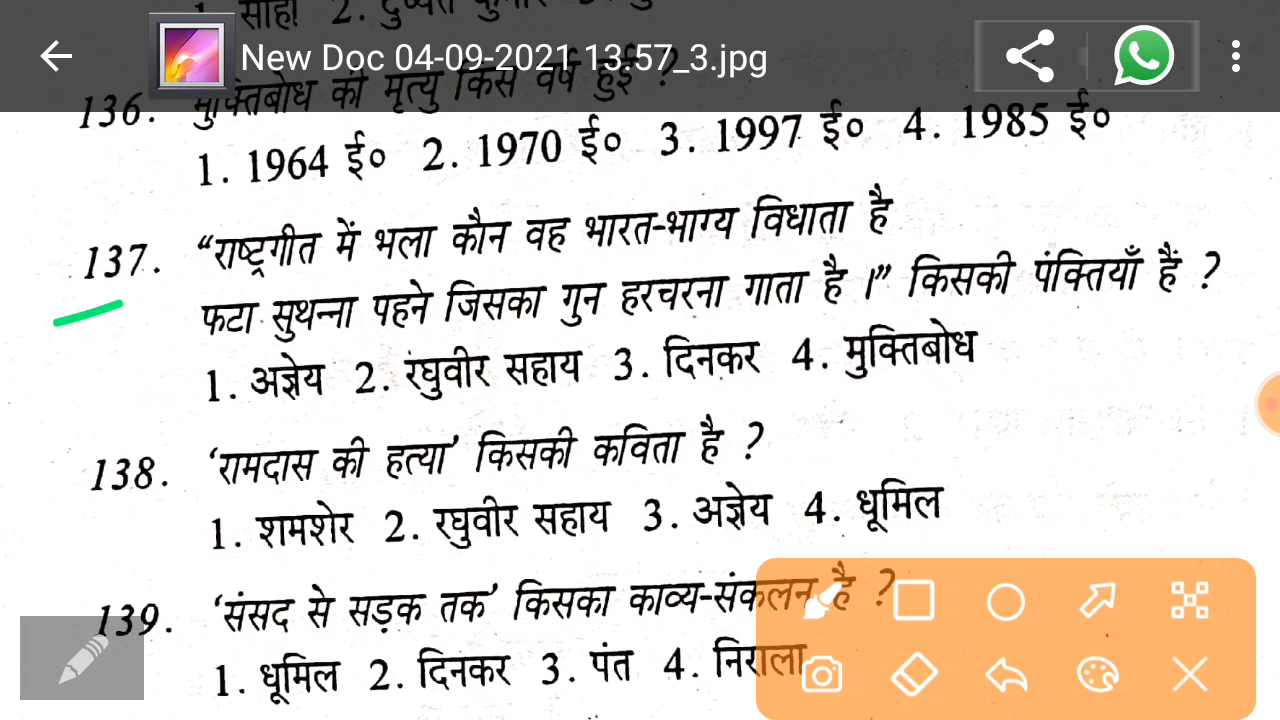 1. साही 2. दुष्यंत कुमार
New Doc 04-09-2021 13.57_3.jpg
136. मुक्तिबोध की मृत्यु किस वर्ष हुई ?
1. 1964 ई० 2. 1970 ई० 3. 1997 ई० 4. 1985 ई०
137. “राष्ट्रगीत में भला कौन वह भारत-भाग्य विधाता है
फटा सुथन्ना पहने जिसका गुन हरचरना गाता है ।” किसकी पंक्तियाँ हैं ?
1. अज्ञेय 2. रघुवीर सहाय 3. दिनकर 4. मुक्तिबोध
138. ‘रामदास की हत्या’ किसकी कविता है ?
1. शमशेर 2. रघुवीर सहाय 3. अज्ञेय 4. धूमिल
139. ‘संसद से सड़क तक’ किसका काव्य-संकलन है ?
1. धूमिल 2. दिनकर 3. पंत 4. निराला